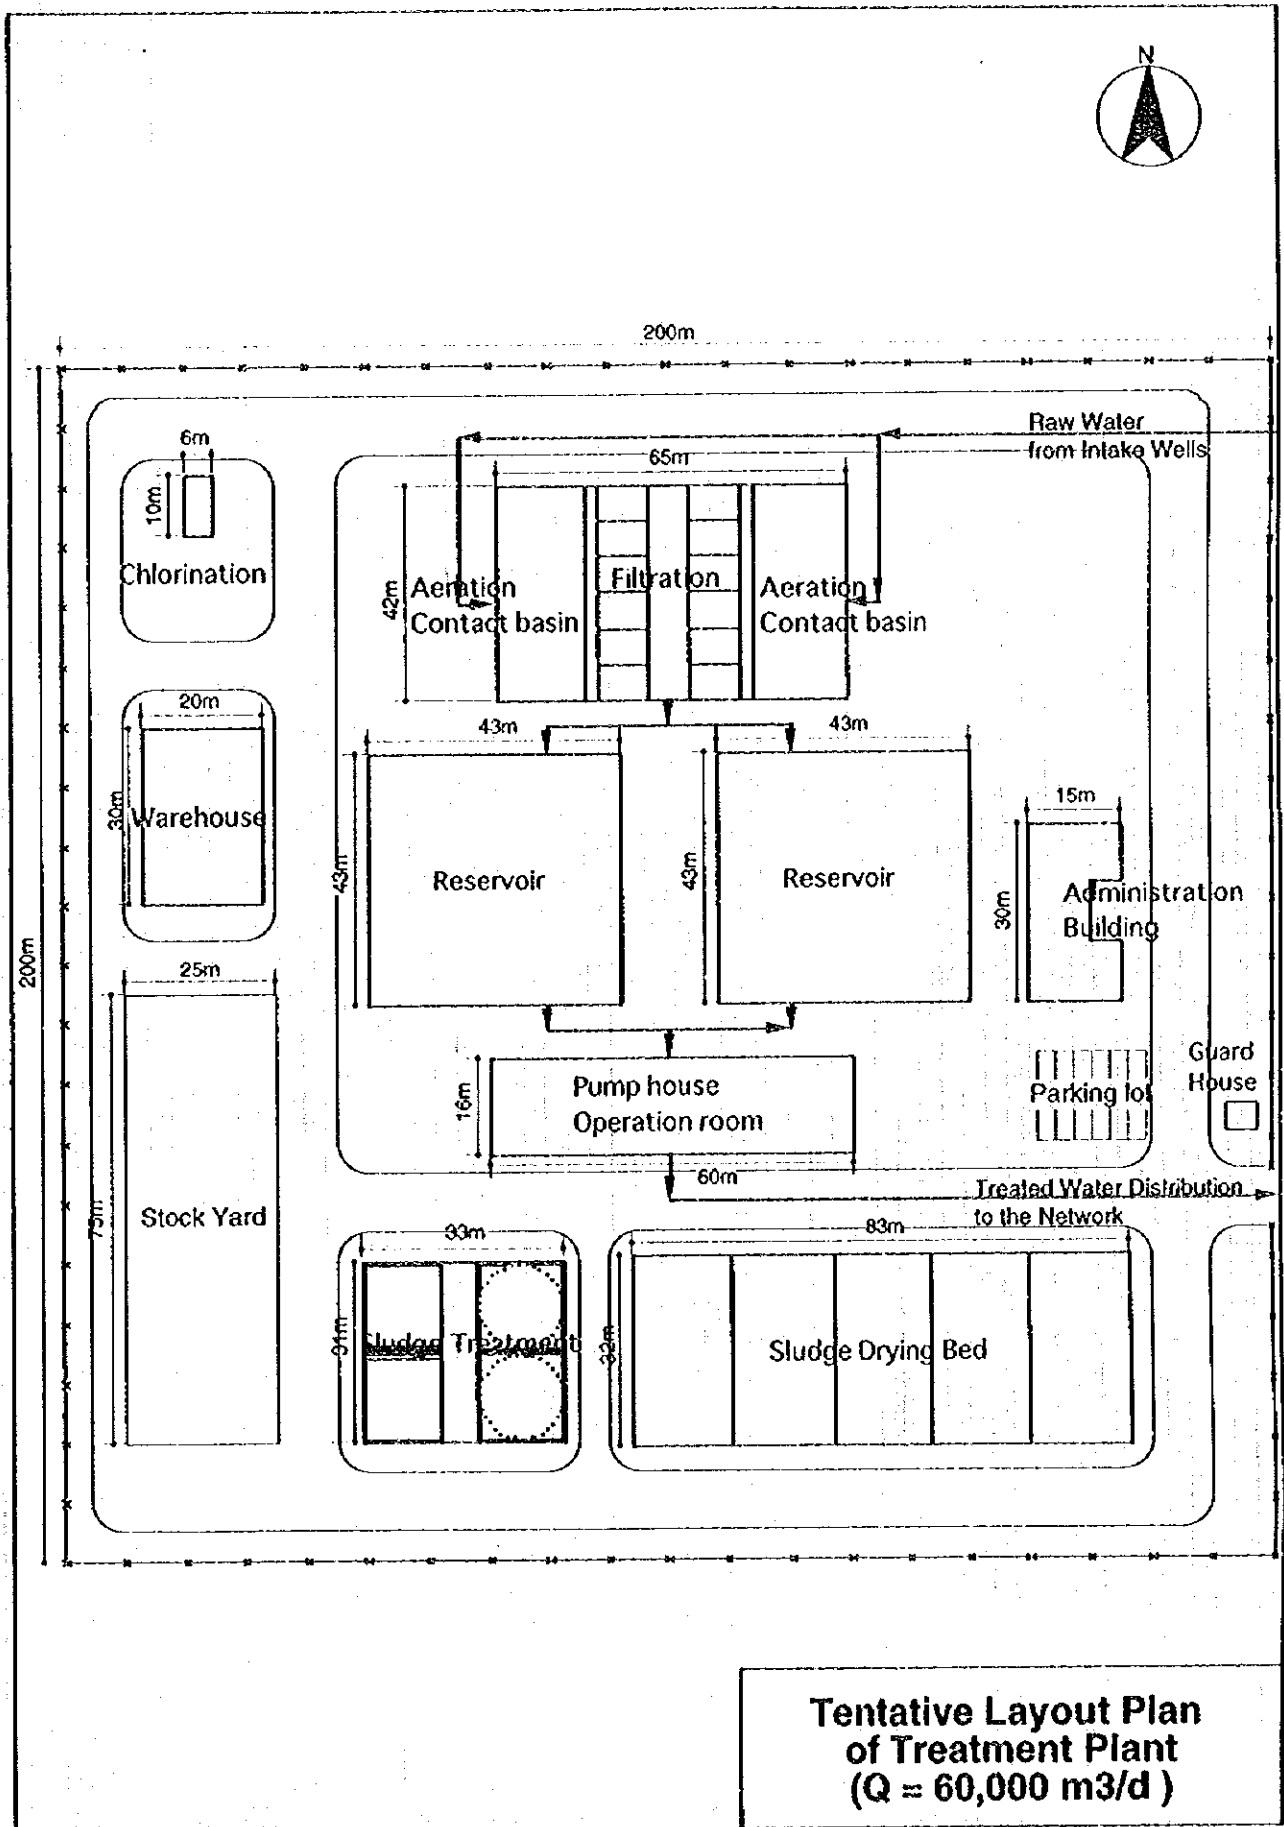 N
200m
Raw Water
from Intake Wells
6m
65m
10m
Chlorination
42m
Aeration
Contact basin
Filtration
Aeration
Contact basin
20m
43m
43m
30m
Warehouse
43m
Reservoir
43m
Reservoir
15m
30m
Administration
Building
200m
25m
16m
Pump house
Operation room
Guard
House
Parking lot
60m
Treated Water Distribution
to the Network
75m
Stock Yard
33m
83m
31m
Sludge Treatment
32m
Sludge Drying Bed
Tentative Layout Plan
of Treatment Plant
(Q = 60,000 m3/d )